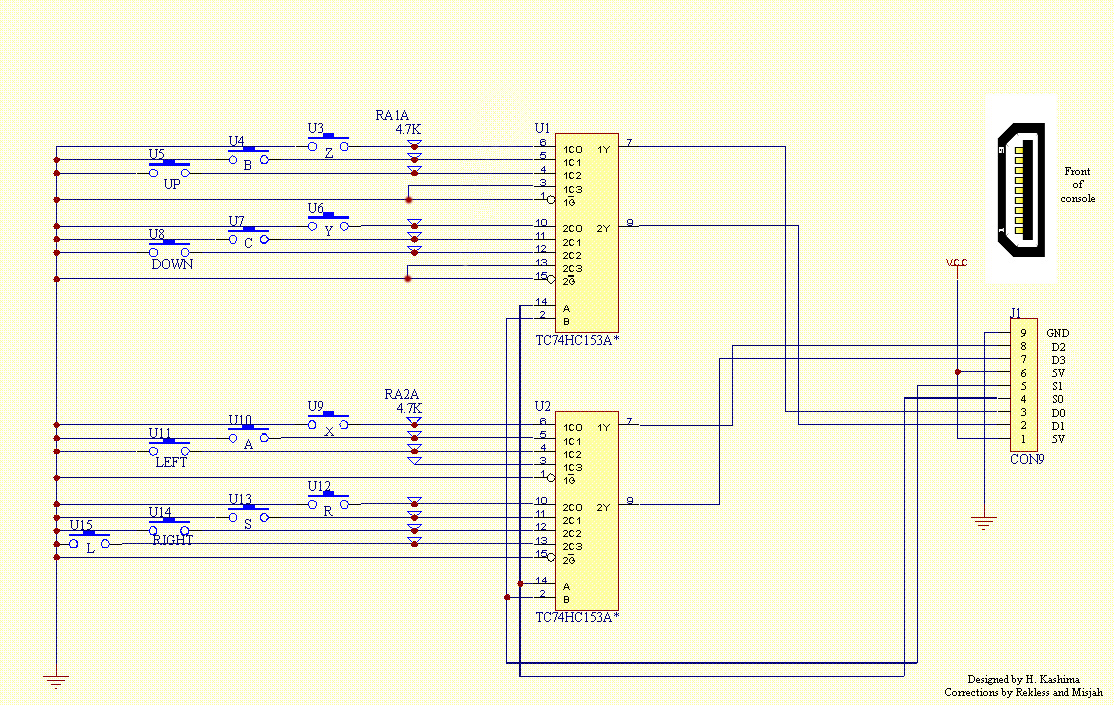 RA1A
4.7K
U1
U3
Z
6
1C0
1Y
7
U4
B
5
1C1
U5
UP
4
1C2
3
1C3
1
1G
U6
Y
10
2C0
2Y
9
U7
C
11
2C1
U8
DOWN
12
2C2
13
2C3
15
2G
14
A
2
B
TC74HC153A*
RA2A
4.7K
U2
U9
X
6
1C0
1Y
7
U10
A
5
1C1
U11
LEFT
4
1C2
3
1C3
1
1G
U12
R
10
2C0
2Y
9
U13
S
11
2C1
U14
RIGHT
12
2C2
U15
L
13
2C3
15
2G
14
A
2
B
TC74HC153A*
Front
of
console
VCC
J1
9 GND
8 D2
7 D3
6 5V
5 S1
4 S0
3 D0
2 D1
1 5V
CON9
Designed by H. Kashima
Corrections by Rekless and Misjah